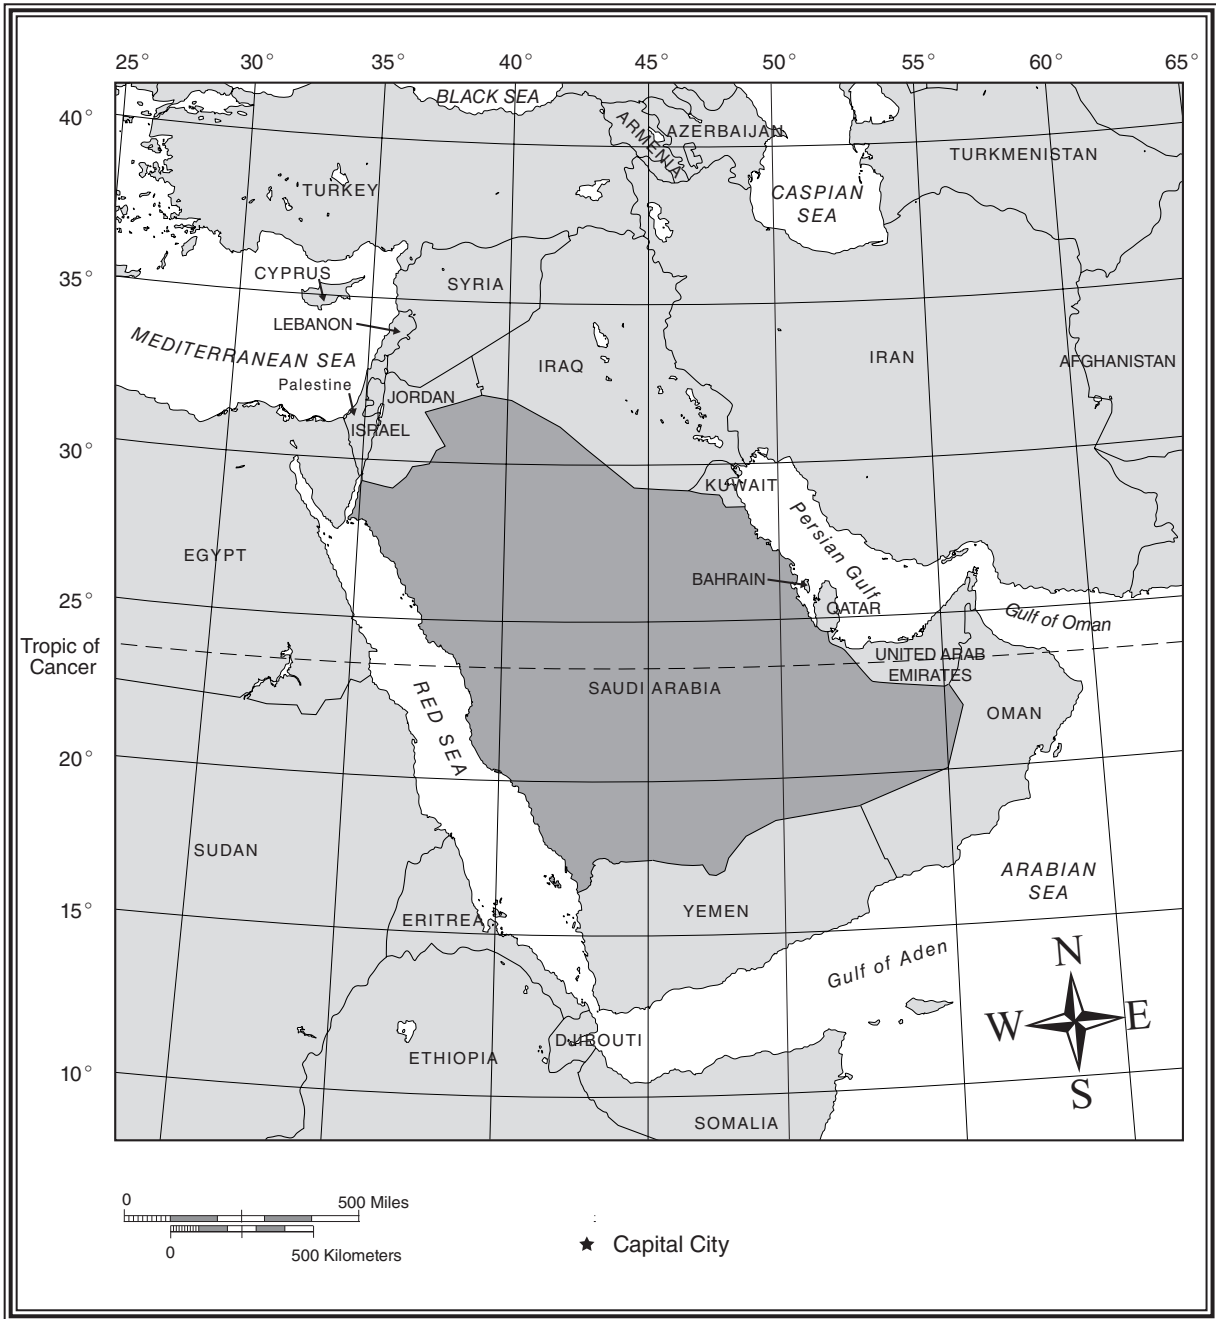 25° 30° 35° 40° 45° 50° 55° 60° 65°
BLACK SEA
40°
ARMENIA
AZERBAIJAN
TURKMENISTAN
TURKEY
CASPIAN
SEA
35°
CYPRUS
SYRIA
LEBANON
MEDITERRANEAN SEA
IRAQ
IRAN
AFGHANISTAN
Palestine
JORDAN
ISRAEL
30°
KUWAIT
Persian Gulf
EGYPT
BAHRAIN
25°
QATAR
Gulf of Oman
Tropic of
Cancer
UNITED ARAB
EMIRATES
SAUDI ARABIA
RED SEA
OMAN
20°
SUDAN
ARABIAN
SEA
15°
ERITREA
YEMEN
Gulf of Aden
N
W E
S
DJIBOUTI
ETHIOPIA
10°
SOMALIA
0 500 Miles
0 500 Kilometers
★ Capital City